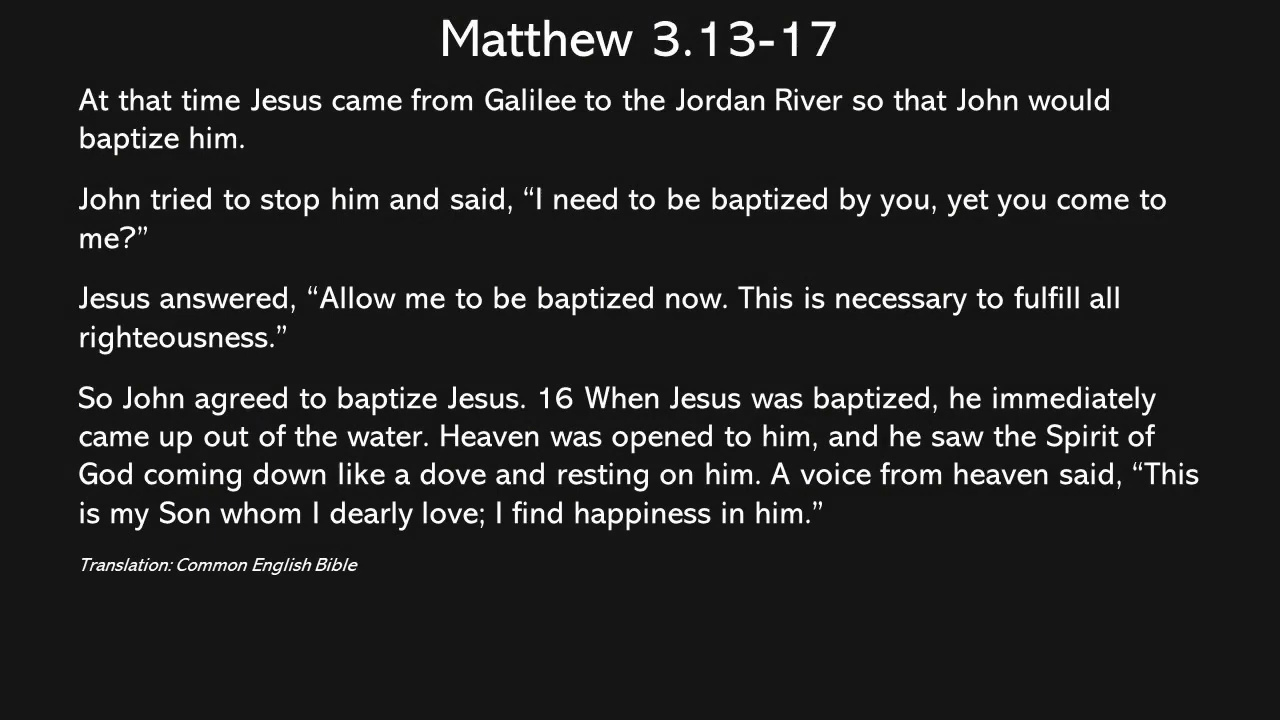 Matthew 3.13-17
At that time Jesus came from Galilee to the Jordan River so that John would
baptize him.
John tried to stop him and said, “I need to be baptized by you, yet you come to
me?”
Jesus answered, “Allow me to be baptized now. This is necessary to fulfill all
righteousness.”
So John agreed to baptize Jesus. 16 When Jesus was baptized, he immediately
came up out of the water. Heaven was opened to him, and he saw the Spirit of
God coming down like a dove and resting on him. A voice from heaven said, “This
is my Son whom I dearly love; I find happiness in him.”
Translation: Common English Bible